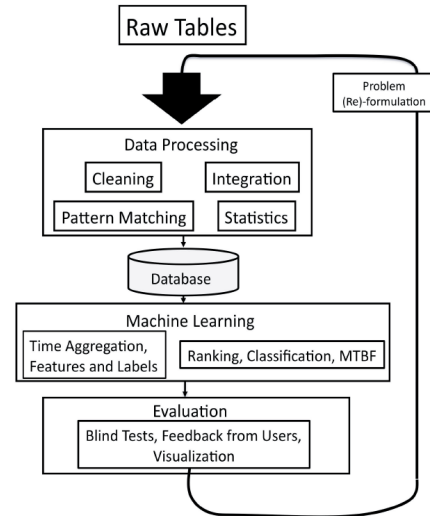 Raw Tables
Problem
(Re)-formulation
Data Processing
Cleaning
Integration
Pattern Matching
Statistics
Database
Machine Learning
Time Aggregation,
Features and Labels
Ranking, Classification, MTBF
Evaluation
Blind Tests, Feedback from Users,
Visualization